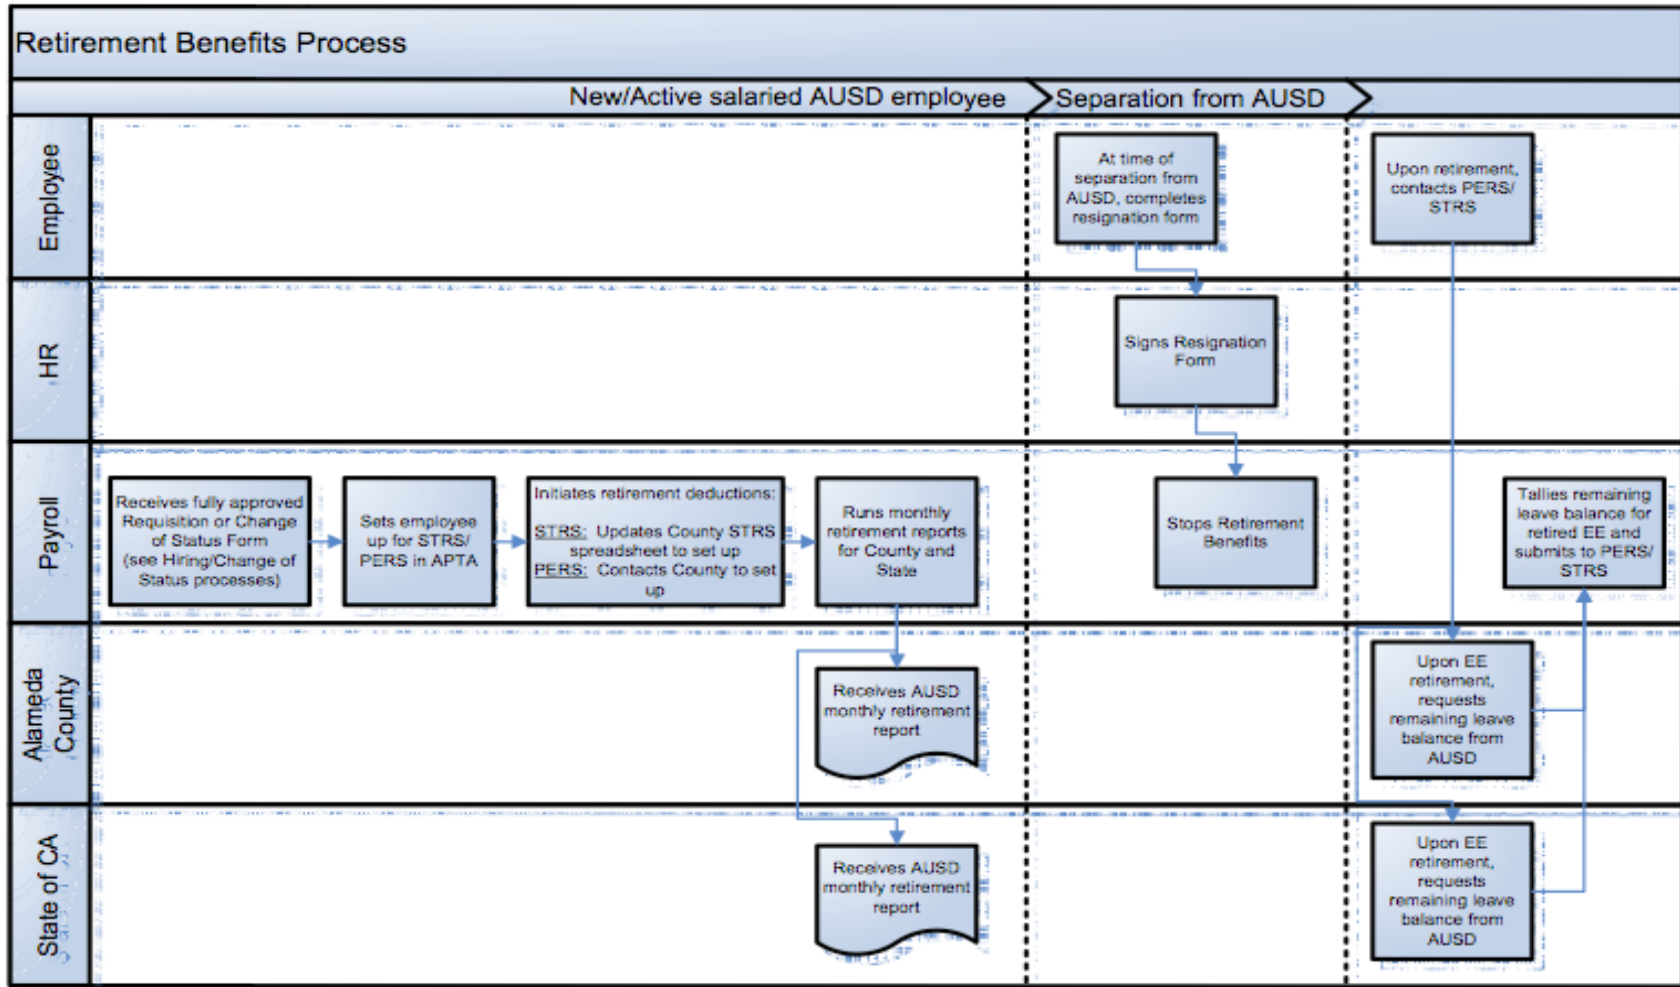 Retirement Benefits Process
New/Active salaried AUSD employee
Separation from AUSD
Employee
At time of
separation from
AUSD, completes
resignation form
Upon retirement,
contacts PERS/
STRS
HR
Signs Resignation
Form
Payroll
Receives fully approved
Requisition or Change
of Status Form
(see Hiring/Change of
Status processes)
Sets employee
up for STRS/
PERS in APTA
Initiates retirement deductions:
STRS: Updates County STRS
spreadsheet to set up
PERS: Contacts County to set
up
Runs monthly
retirement reports
for County and
State
Stops Retirement
Benefits
Tallies remaining
leave balance for
retired EE and
submits to PERS/
STRS
Alameda
County
Receives AUSD
monthly retirement
report
Upon EE
retirement,
requests
remaining leave
balance from
AUSD
State of CA
Receives AUSD
monthly retirement
report
Upon EE
retirement,
requests
remaining leave
balance from
AUSD